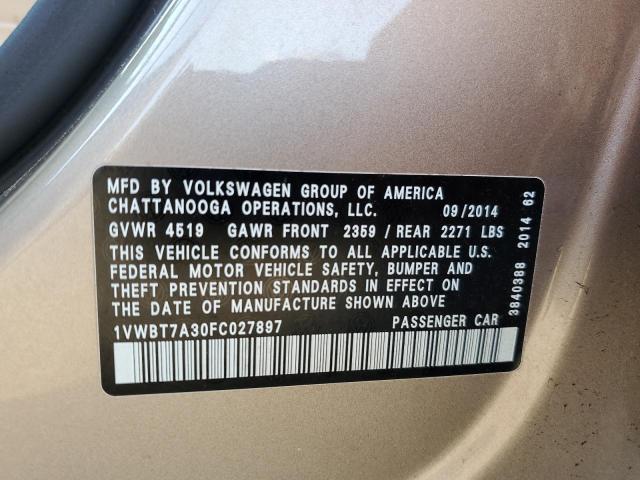 MFD BY VOLKSWAGEN GROUP OF AMERICA
CHATTANOOGA OPERATIONS, LLC. 09/2014
GVWR 4519 GAWR FRONT 2359 / REAR 2271 LBS
THIS VEHICLE CONFORMS TO ALL APPLICABLE U.S.
FEDERAL MOTOR VEHICLE SAFETY, BUMPER AND
THEFT PREVENTION STANDARDS IN EFFECT ON
THE DATE OF MANUFACTURE SHOWN ABOVE
1VWBT7A30FC027897 PASSENGER CAR
3840388 2014 62